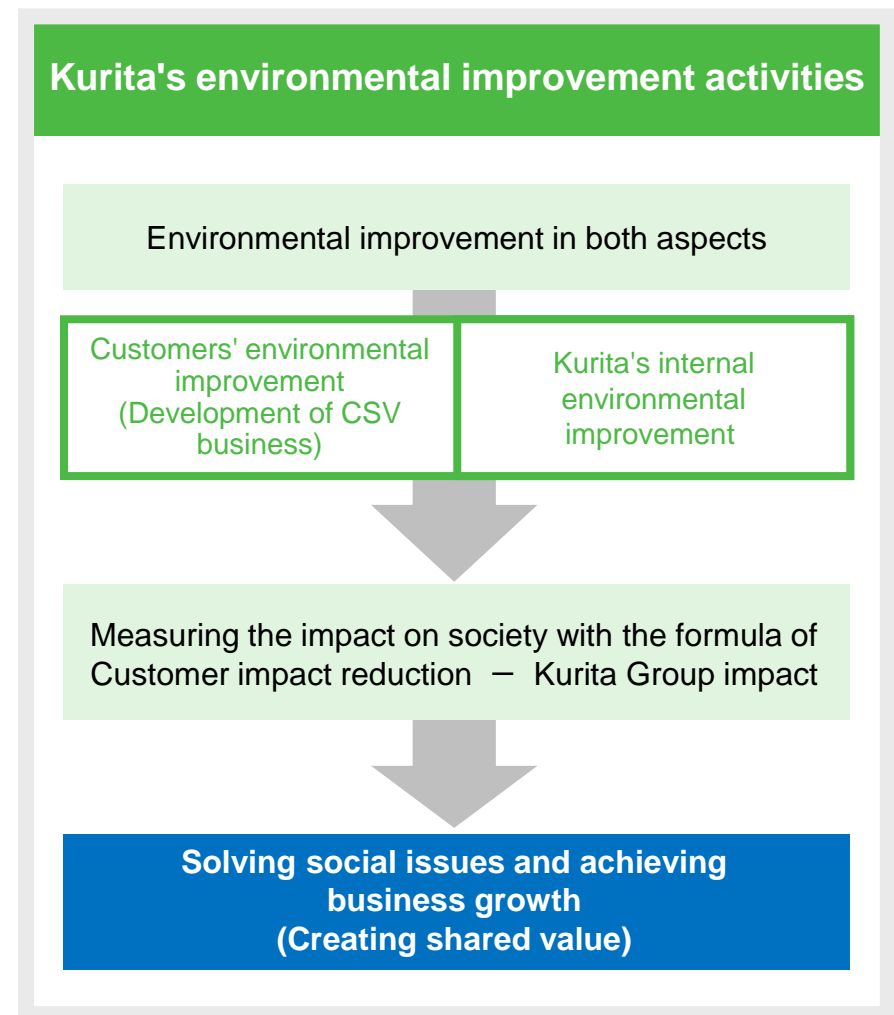 Kurita's environmental improvement activities
Environmental improvement in both aspects
Customers' environmental
improvement
(Development of CSV
business)
Kurita's internal
environmental
improvement
Measuring the impact on society with the formula of
Customer impact reduction － Kurita Group impact
Solving social issues and achieving
business growth
(Creating shared value)